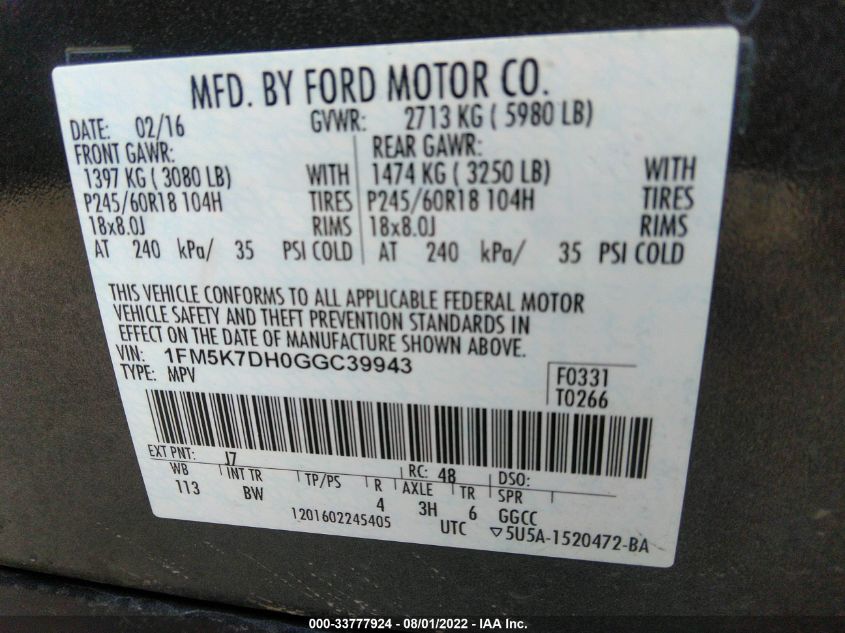 MFD. BY FORD MOTOR CO.
DATE: 02/16 GVWR: 2713 KG ( 5980 LB)
FRONT GAWR: REAR GAWR:
1397 KG ( 3080 LB) WITH 1474 KG ( 3250 LB) WITH
P245/60R18 104H TIRES P245/60R18 104H TIRES
18x8.0J RIMS 18x8.0J RIMS
AT 240 kPa/ 35 PSI COLD AT 240 kPa/ 35 PSI COLD
THIS VEHICLE CONFORMS TO ALL APPLICABLE FEDERAL MOTOR
VEHICLE SAFETY AND THEFT PREVENTION STANDARDS IN
EFFECT ON THE DATE OF MANUFACTURE SHOWN ABOVE.
VIN: 1FM5K7DH0GGC39943
TYPE: MPV
F0331
T0266
EXT PNT: J7 RC: 48 DSO:
WB INT TR TP/PS R AXLE TR SPR
113 BW 4 3H 6 GGCC
1201602245405 UTC ▽5U5A-1520472-BA
000-33777924 - 08/01/2022 - IAA Inc.